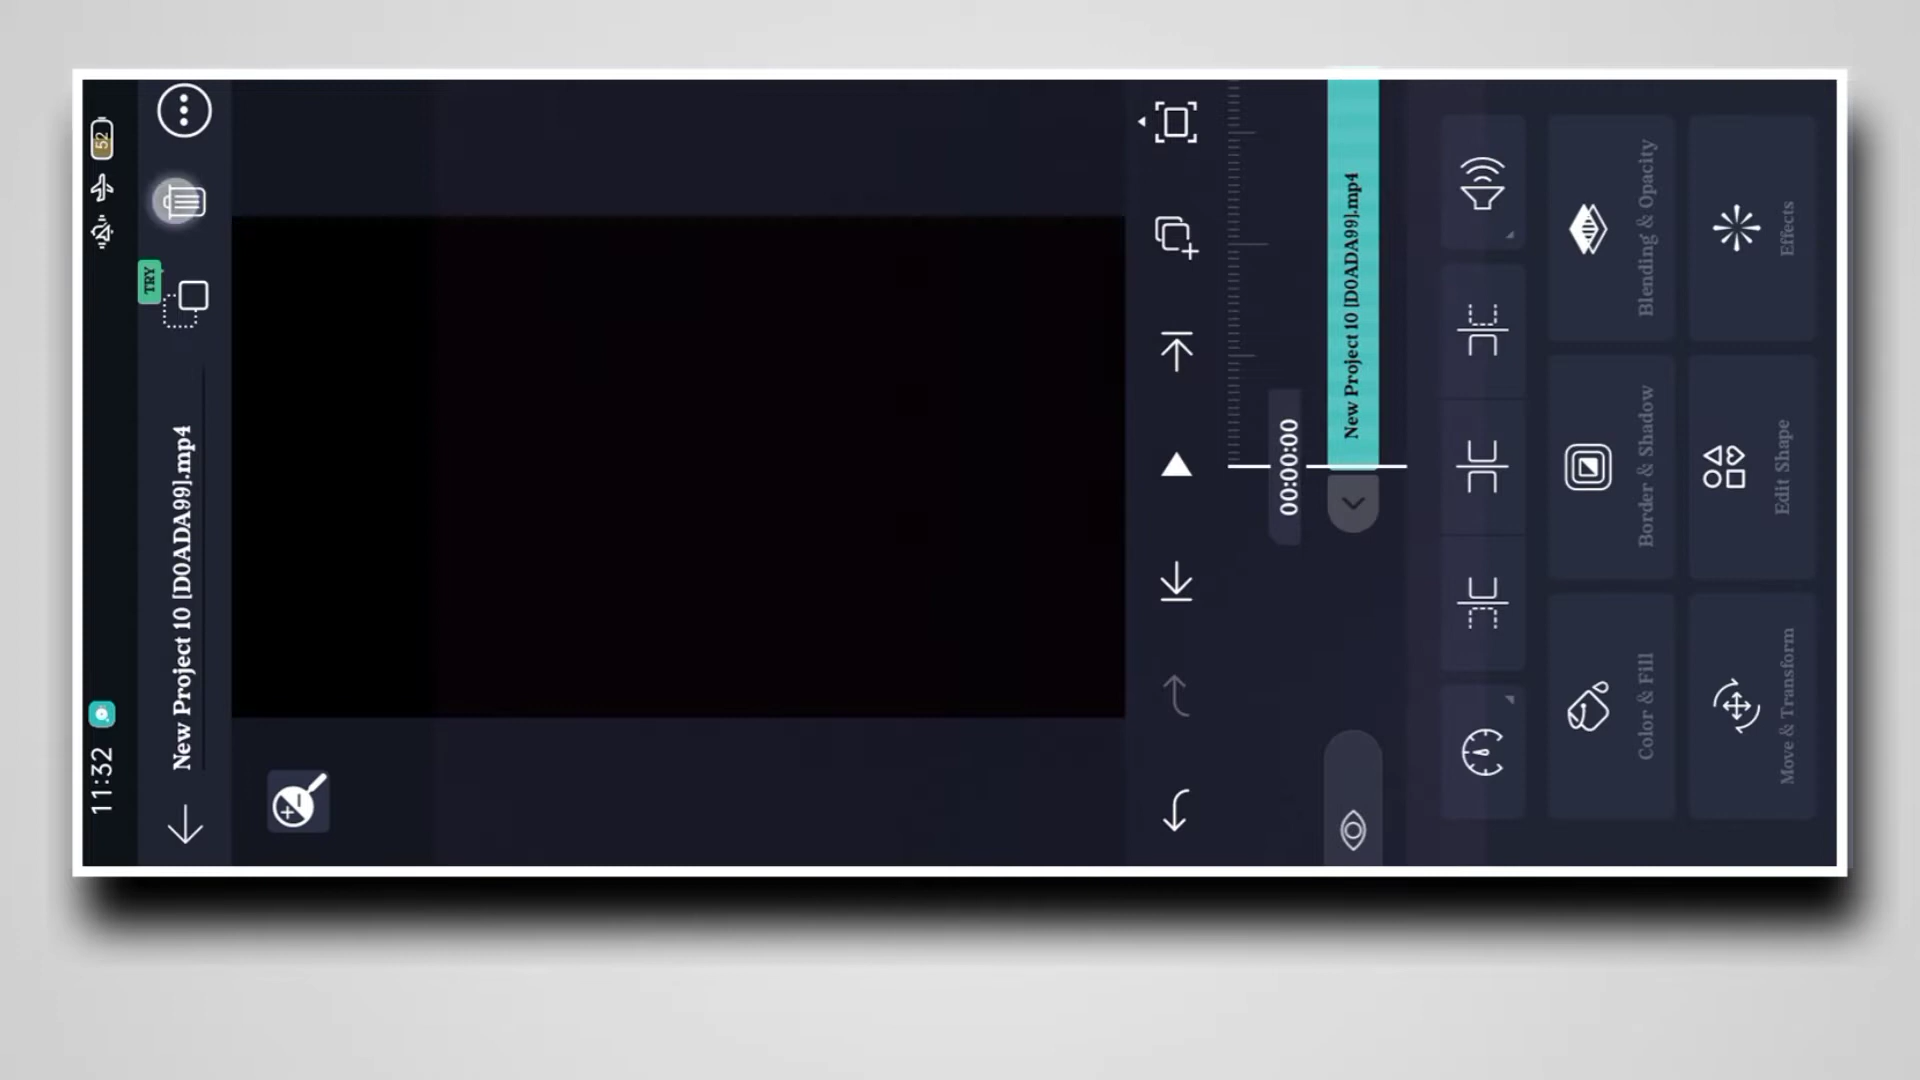 11:32
52
New Project 10 [D0ADA99].mp4
TRY
00:00:00
New Project 10 [D0ADA99].mp4
Color & Fill
Border & Shadow
Blending & Opacity
Move & Transform
Edit Shape
Effects